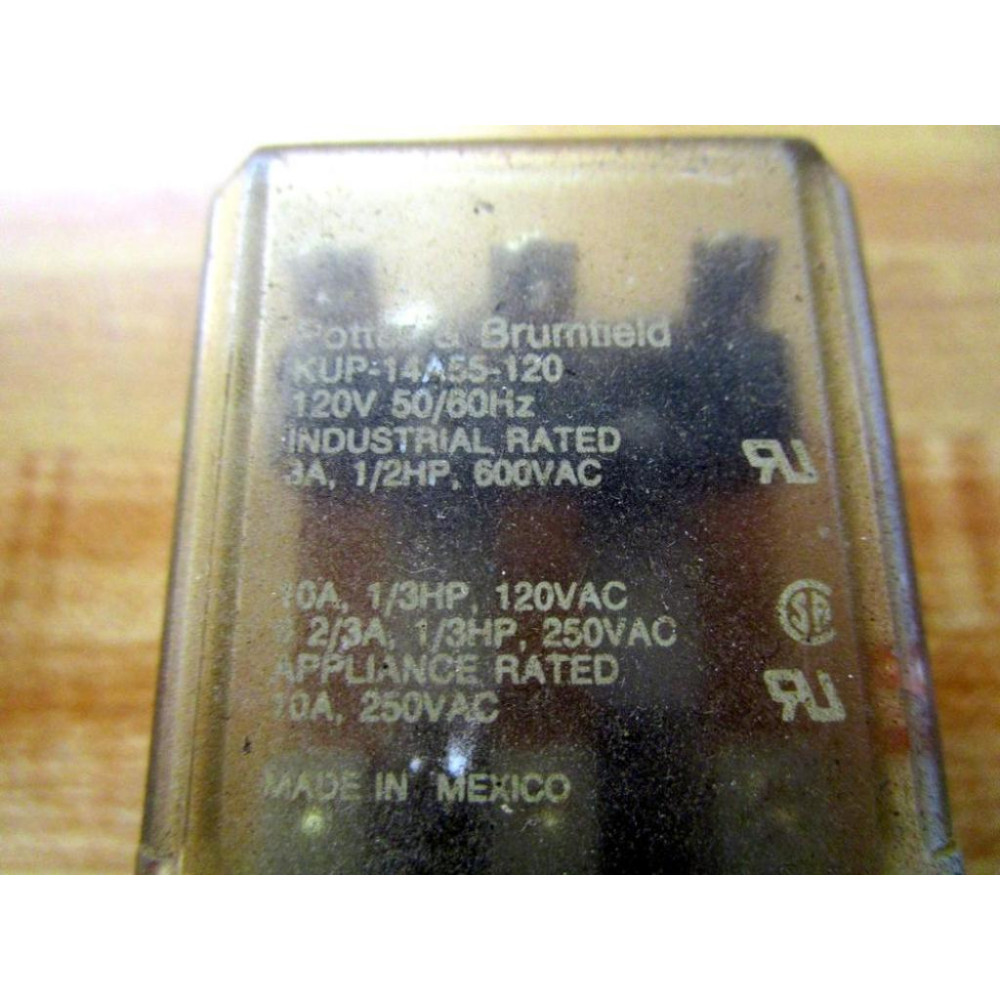 Potter & Brumfield
KUP-14A55-120
120V 50/60Hz
INDUSTRIAL RATED
3A, 1/2HP, 600VAC
10A, 1/3HP, 120VAC
2/3A, 1/3HP, 250VAC
APPLIANCE RATED
10A, 250VAC
MADE IN MEXICO